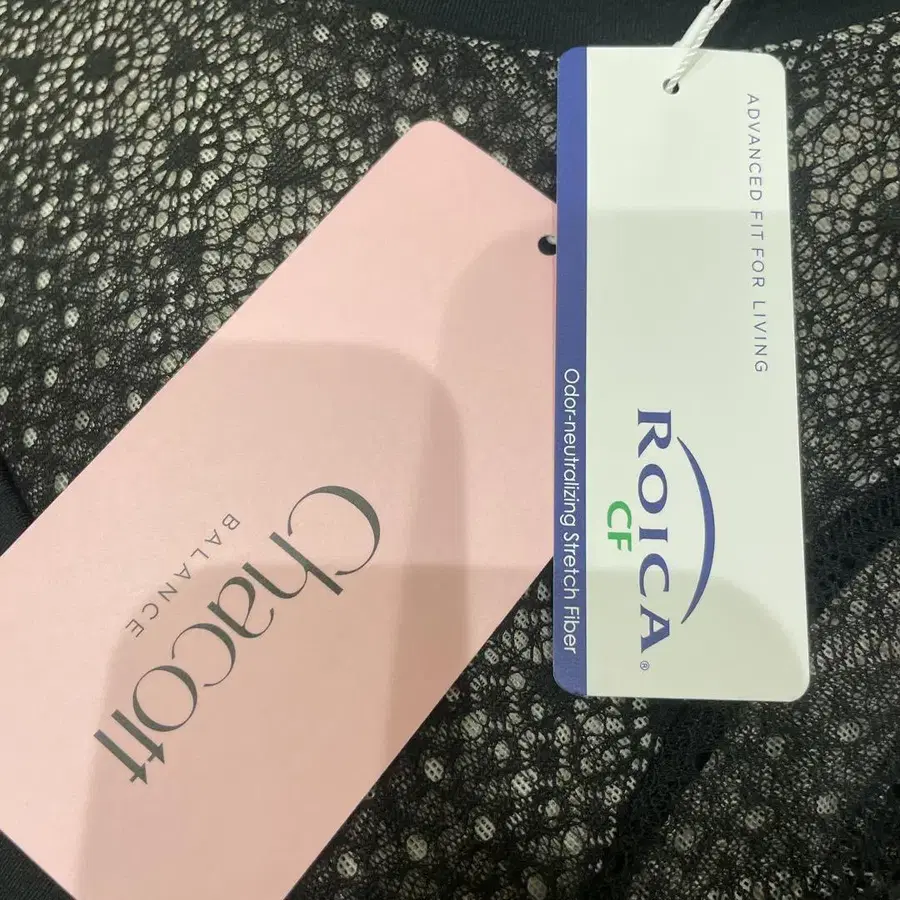 Chacott
BALANCE
ADVANCED FIT FOR LIVING
ROICA®
CF
Odor-neutralizing Stretch Fiber